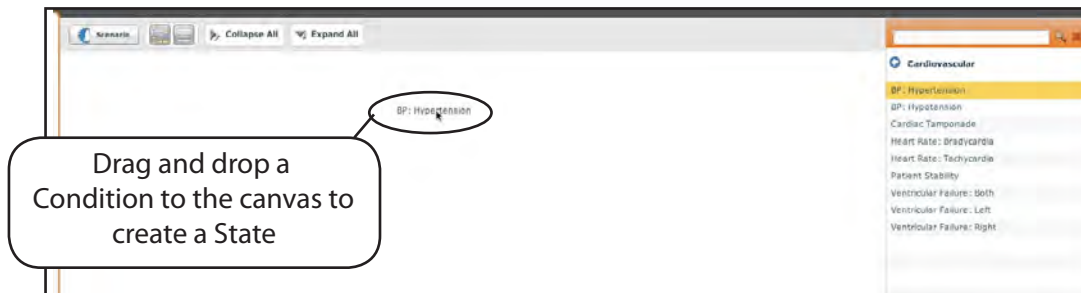 Scenario
Collapse All
Expand All
Cardiovascular
BP: Hypertension
BP: Hypotension
Cardiac Tamponade
Heart Rate: Bradycardia
Heart Rate: Tachycardia
Patient Stability
Ventricular Failure: Both
Ventricular Failure: Left
Ventricular Failure: Right
BP: Hypertension
Drag and drop a
Condition to the canvas to
create a State